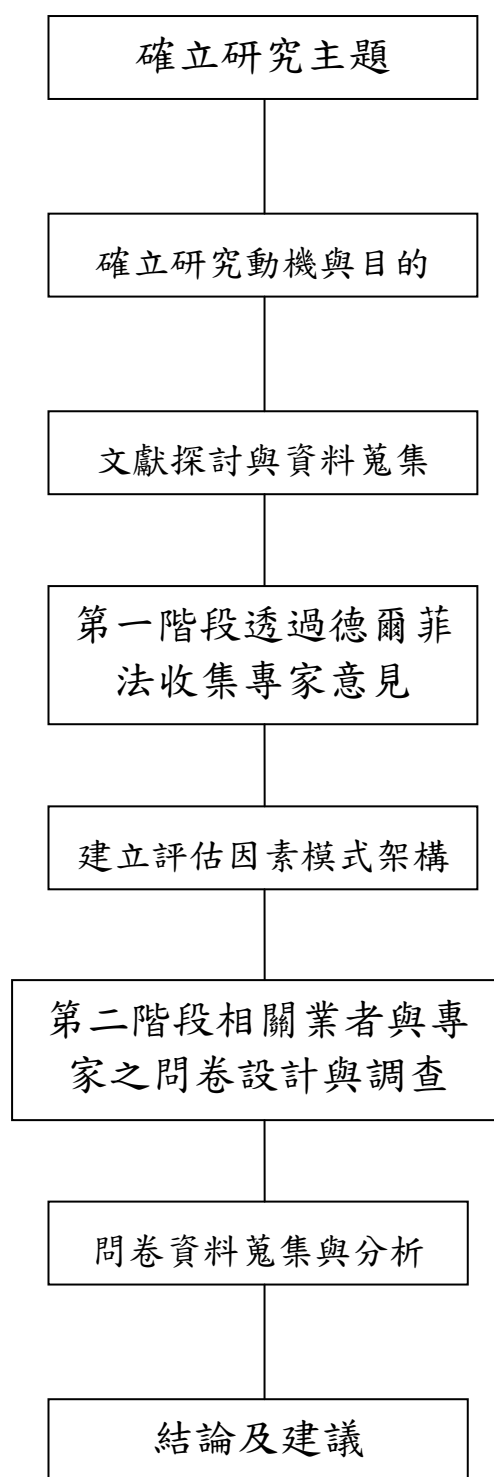 確立研究主題
確立研究動機與目的
文獻探討與資料蒐集
第一階段透過德爾菲
法收集專家意見
建立評估因素模式架構
第二階段相關業者與專
家之問卷設計與調查
問卷資料蒐集與分析
結論及建議